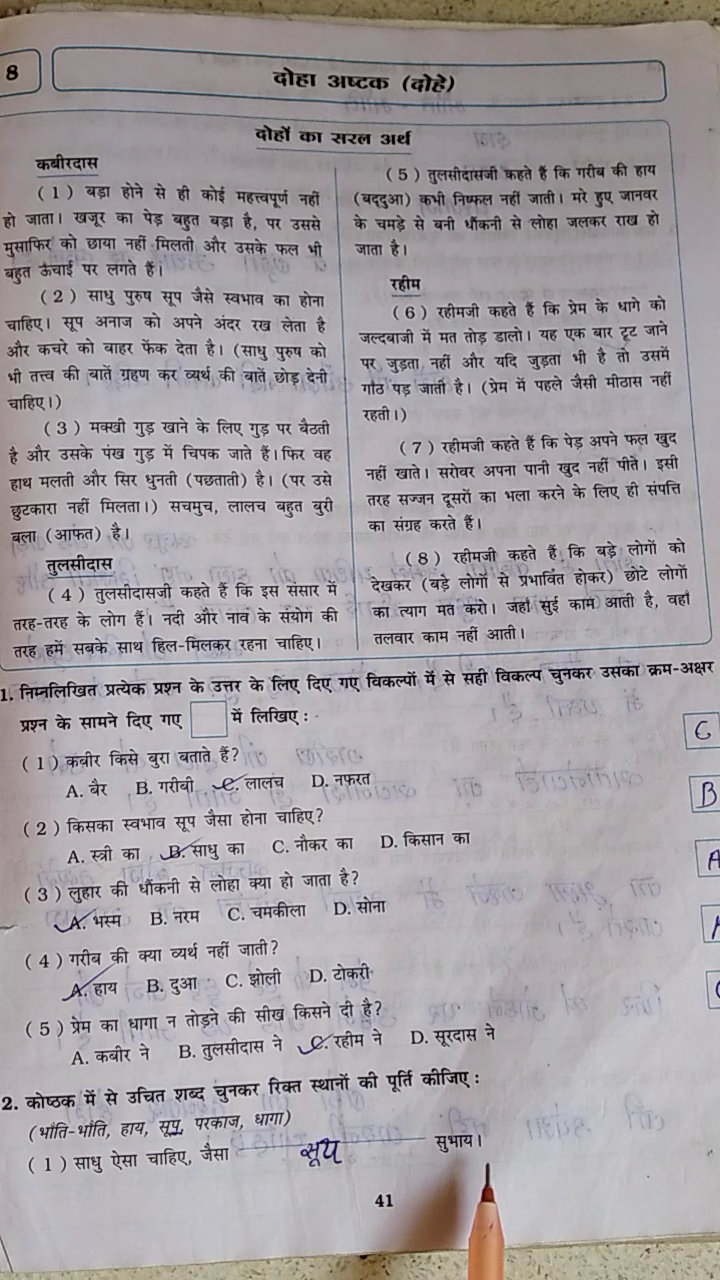 8
दोहा अष्टक (दोहे)
दोहों का सरल अर्थ
कबीरदास
( 1 ) बड़ा होने से ही कोई महत्त्वपूर्ण नहीं
हो जाता। खजूर का पेड़ बहुत बड़ा है, पर उससे
मुसाफिर को छाया नहीं मिलती और उसके फल भी
बहुत ऊंचाई पर लगते हैं।
( 2 ) साधु पुरुष सूप जैसे स्वभाव का होना
चाहिए। सूप अनाज को अपने अंदर रख लेता है
और कचरे को बाहर फेंक देता है। (साधु पुरुष को
भी तत्त्व की बातें ग्रहण कर व्यर्थ की बातें छोड़ देनी
चाहिए।)
( 3 ) मक्खी गुड़ खाने के लिए गुड़ पर बैठती
है और उसके पंख गुड़ में चिपक जाते हैं। फिर वह
हाथ मलती और सिर धुनती (पछताती) है। (पर उसे
छुटकारा नहीं मिलता।) सचमुच, लालच बहुत बुरी
बला (आफत) है।
तुलसीदास
( 4 ) तुलसीदासजी कहते हैं कि इस संसार में
तरह-तरह के लोग हैं। नदी और नाव के संयोग की
तरह हमें सबके साथ हिल-मिलकर रहना चाहिए।
( 5 ) तुलसीदासजी कहते हैं कि गरीब की हाय
(बद्दुआ) कभी निष्फल नहीं जाती। मरे हुए जानवर
के चमड़े से बनी धौंकनी से लोहा जलकर राख हो
जाता है।
रहीम
( 6 ) रहीमजी कहते हैं कि प्रेम के धागे को
जल्दबाजी में मत तोड़ डालो। यह एक बार टूट जाने
पर जुड़ता नहीं और यदि जुड़ता भी है तो उसमें
गाँठ पड़ जाती है। (प्रेम में पहले जैसी मीठास नहीं
रहती।)
( 7 ) रहीमजी कहते हैं कि पेड़ अपने फल खुद
नहीं खाते। सरोवर अपना पानी खुद नहीं पीते। इसी
तरह सज्जन दूसरों का भला करने के लिए ही संपत्ति
का संग्रह करते हैं।
( 8 ) रहीमजी कहते हैं, कि बड़े लोगों को
देखकर (बड़े लोगों से प्रभावित होकर) छोटे लोगों
का त्याग मत करो। जहाँ सुई काम आती है, वहाँ
तलवार काम नहीं आती।
1. निम्नलिखित प्रत्येक प्रश्न के उत्तर के लिए दिए गए विकल्पों में से सही विकल्प चुनकर उसका क्रम-अक्षर
प्रश्न के सामने दिए गए में लिखिए :
( 1 ) कबीर किसे बुरा बताते हैं? C
A. बैर B. गरीबी C. लालच D. नफरत
( 2 ) किसका स्वभाव सूप जैसा होना चाहिए? B
A. स्त्री का B. साधु का C. नौकर का D. किसान का
( 3 ) लुहार की धौंकनी से लोहा क्या हो जाता है? A
A. भस्म B. नरम C. चमकीला D. सोना
( 4 ) गरीब की क्या व्यर्थ नहीं जाती?
A. हाय B. दुआ C. झोली D. टोकरी
( 5 ) प्रेम का धागा न तोड़ने की सीख किसने दी है?
A. कबीर ने B. तुलसीदास ने C. रहीम ने D. सूरदास ने
2. कोष्ठक में से उचित शब्द चुनकर रिक्त स्थानों की पूर्ति कीजिए :
(भाँति-भाँति, हाय, सूप, परकाज, धागा)
( 1 ) साधु ऐसा चाहिए, जैसा सूप सुभाय।
41